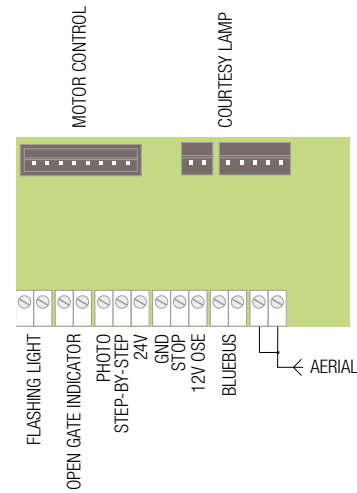 MOTOR CONTROL
COURTESY LAMP
FLASHING LIGHT
OPEN GATE INDICATOR
PHOTO
STEP-BY-STEP
24V
GND
STOP
12V OSE
BLUEBUS
AERIAL